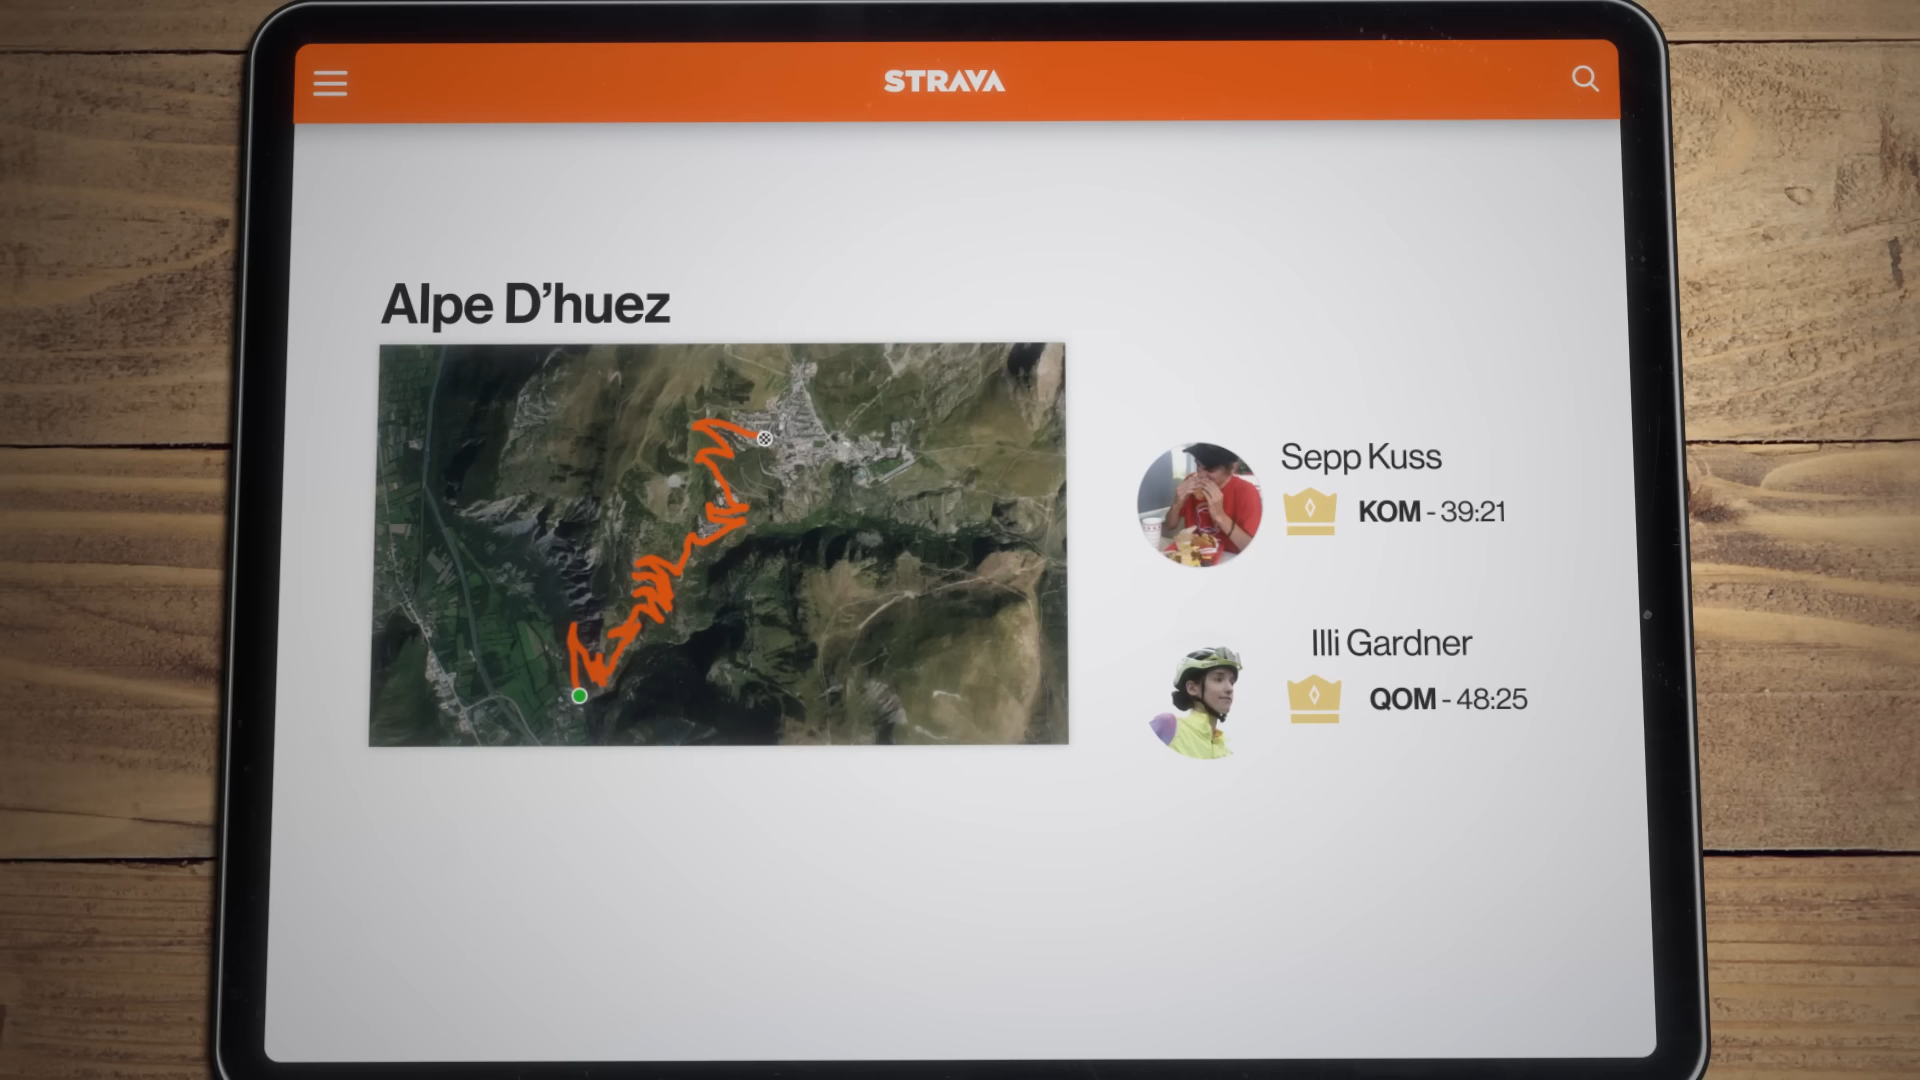 STRAVA
Alpe D’huez
Sepp Kuss
KOM - 39:21
Illi Gardner
QOM - 48:25